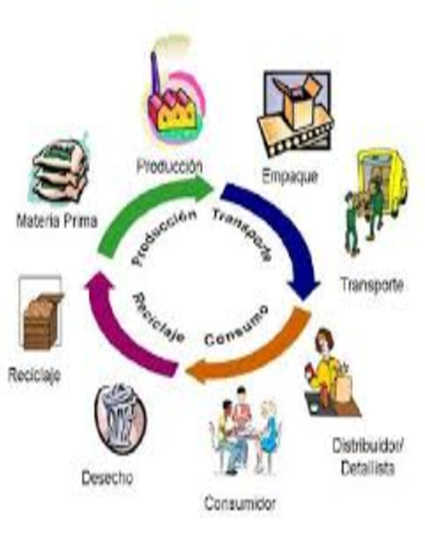 Producción
Empaque
Materia Prima
Producción
Transporte
Transporte
Reciclaje
Consumo
Reciclaje
Distribuidor/
Detallista
Desecho
Consumidor